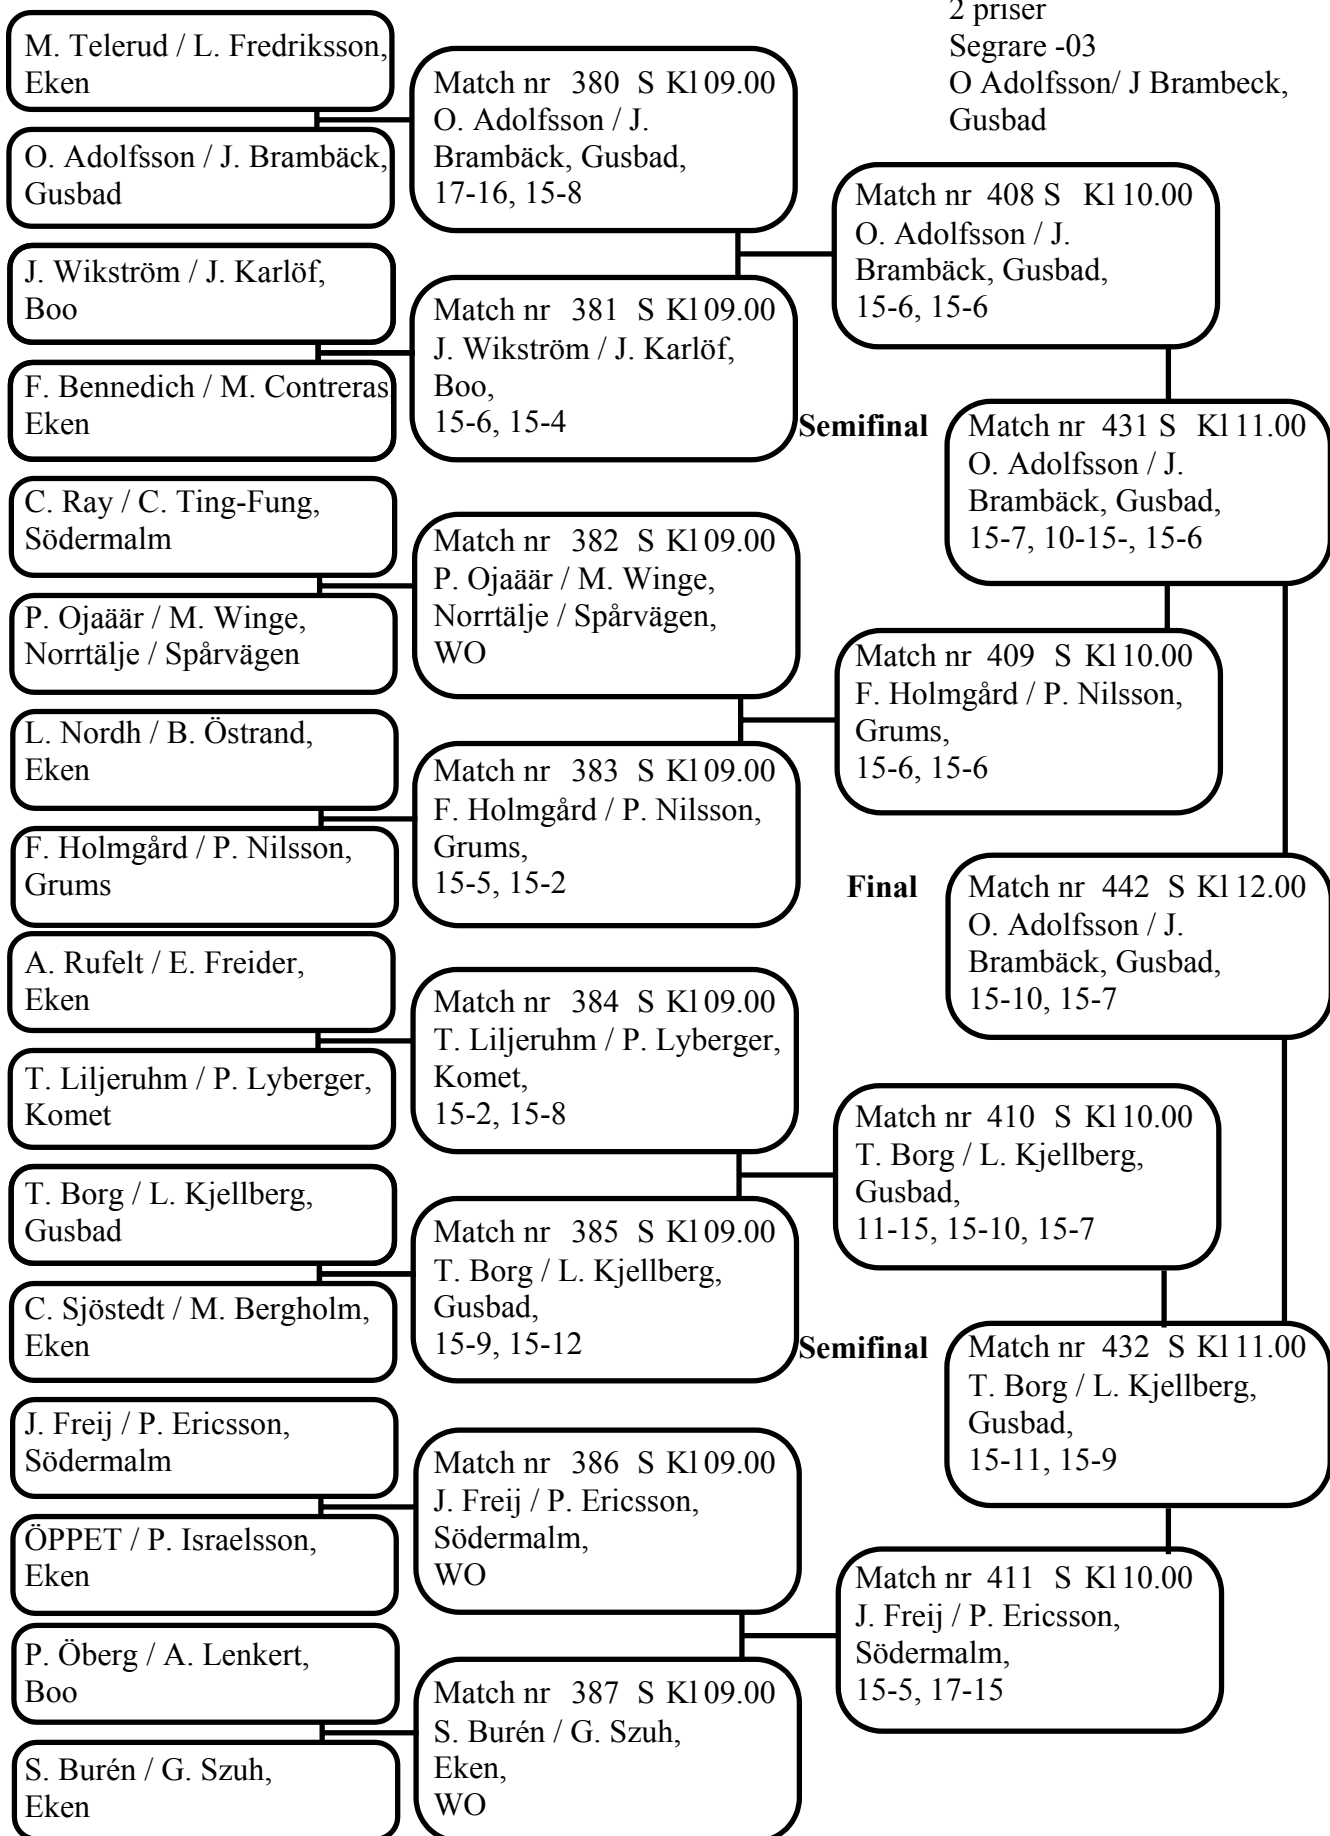 2 priser
Segrare -03
O Adolfsson/ J Brambeck,
Gusbad
M. Telerud / L. Fredriksson,
Eken
O. Adolfsson / J. Brambäck,
Gusbad
J. Wikström / J. Karlöf,
Boo
F. Bennedich / M. Contreras
Eken
C. Ray / C. Ting-Fung,
Södermalm
P. Ojaäär / M. Winge,
Norrtälje / Spårvägen
L. Nordh / B. Östrand,
Eken
F. Holmgård / P. Nilsson,
Grums
A. Rufelt / E. Freider,
Eken
T. Liljeruhm / P. Lyberger,
Komet
T. Borg / L. Kjellberg,
Gusbad
C. Sjöstedt / M. Bergholm,
Eken
J. Freij / P. Ericsson,
Södermalm
ÖPPET / P. Israelsson,
Eken
P. Öberg / A. Lenkert,
Boo
S. Burén / G. Szuh,
Eken
Match nr 380 S Kl 09.00
O. Adolfsson / J.
Brambäck, Gusbad,
17-16, 15-8
Match nr 381 S Kl 09.00
J. Wikström / J. Karlöf,
Boo,
15-6, 15-4
Match nr 382 S Kl 09.00
P. Ojaäär / M. Winge,
Norrtälje / Spårvägen,
WO
Match nr 383 S Kl 09.00
F. Holmgård / P. Nilsson,
Grums,
15-5, 15-2
Match nr 384 S Kl 09.00
T. Liljeruhm / P. Lyberger,
Komet,
15-2, 15-8
Match nr 385 S Kl 09.00
T. Borg / L. Kjellberg,
Gusbad,
15-9, 15-12
Match nr 386 S Kl 09.00
J. Freij / P. Ericsson,
Södermalm,
WO
Match nr 387 S Kl 09.00
S. Burén / G. Szuh,
Eken,
WO
Match nr 408 S Kl 10.00
O. Adolfsson / J.
Brambäck, Gusbad,
15-6, 15-6
Match nr 409 S Kl 10.00
F. Holmgård / P. Nilsson,
Grums,
15-6, 15-6
Match nr 410 S Kl 10.00
T. Borg / L. Kjellberg,
Gusbad,
11-15, 15-10, 15-7
Match nr 411 S Kl 10.00
J. Freij / P. Ericsson,
Södermalm,
15-5, 17-15
Semifinal
Match nr 431 S Kl 11.00
O. Adolfsson / J.
Brambäck, Gusbad,
15-7, 10-15-, 15-6
Final
Match nr 442 S Kl 12.00
O. Adolfsson / J.
Brambäck, Gusbad,
15-10, 15-7
Semifinal
Match nr 432 S Kl 11.00
T. Borg / L. Kjellberg,
Gusbad,
15-11, 15-9